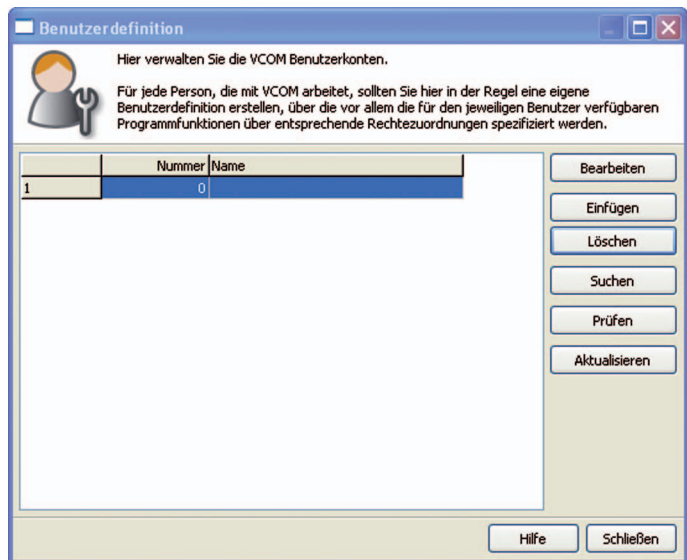 Benutzerdefinition
Hier verwalten Sie die VCOM Benutzerkonten.
Für jede Person, die mit VCOM arbeitet, sollten Sie hier in der Regel eine eigene
Benutzerdefinition erstellen, über die vor allem die für den jeweiligen Benutzer verfügbaren
Programmfunktionen über entsprechende Rechtezuordnungen spezifiziert werden.
Nummer Name
1 0
Bearbeiten
Einfügen
Löschen
Suchen
Prüfen
Aktualisieren
Hilfe Schließen